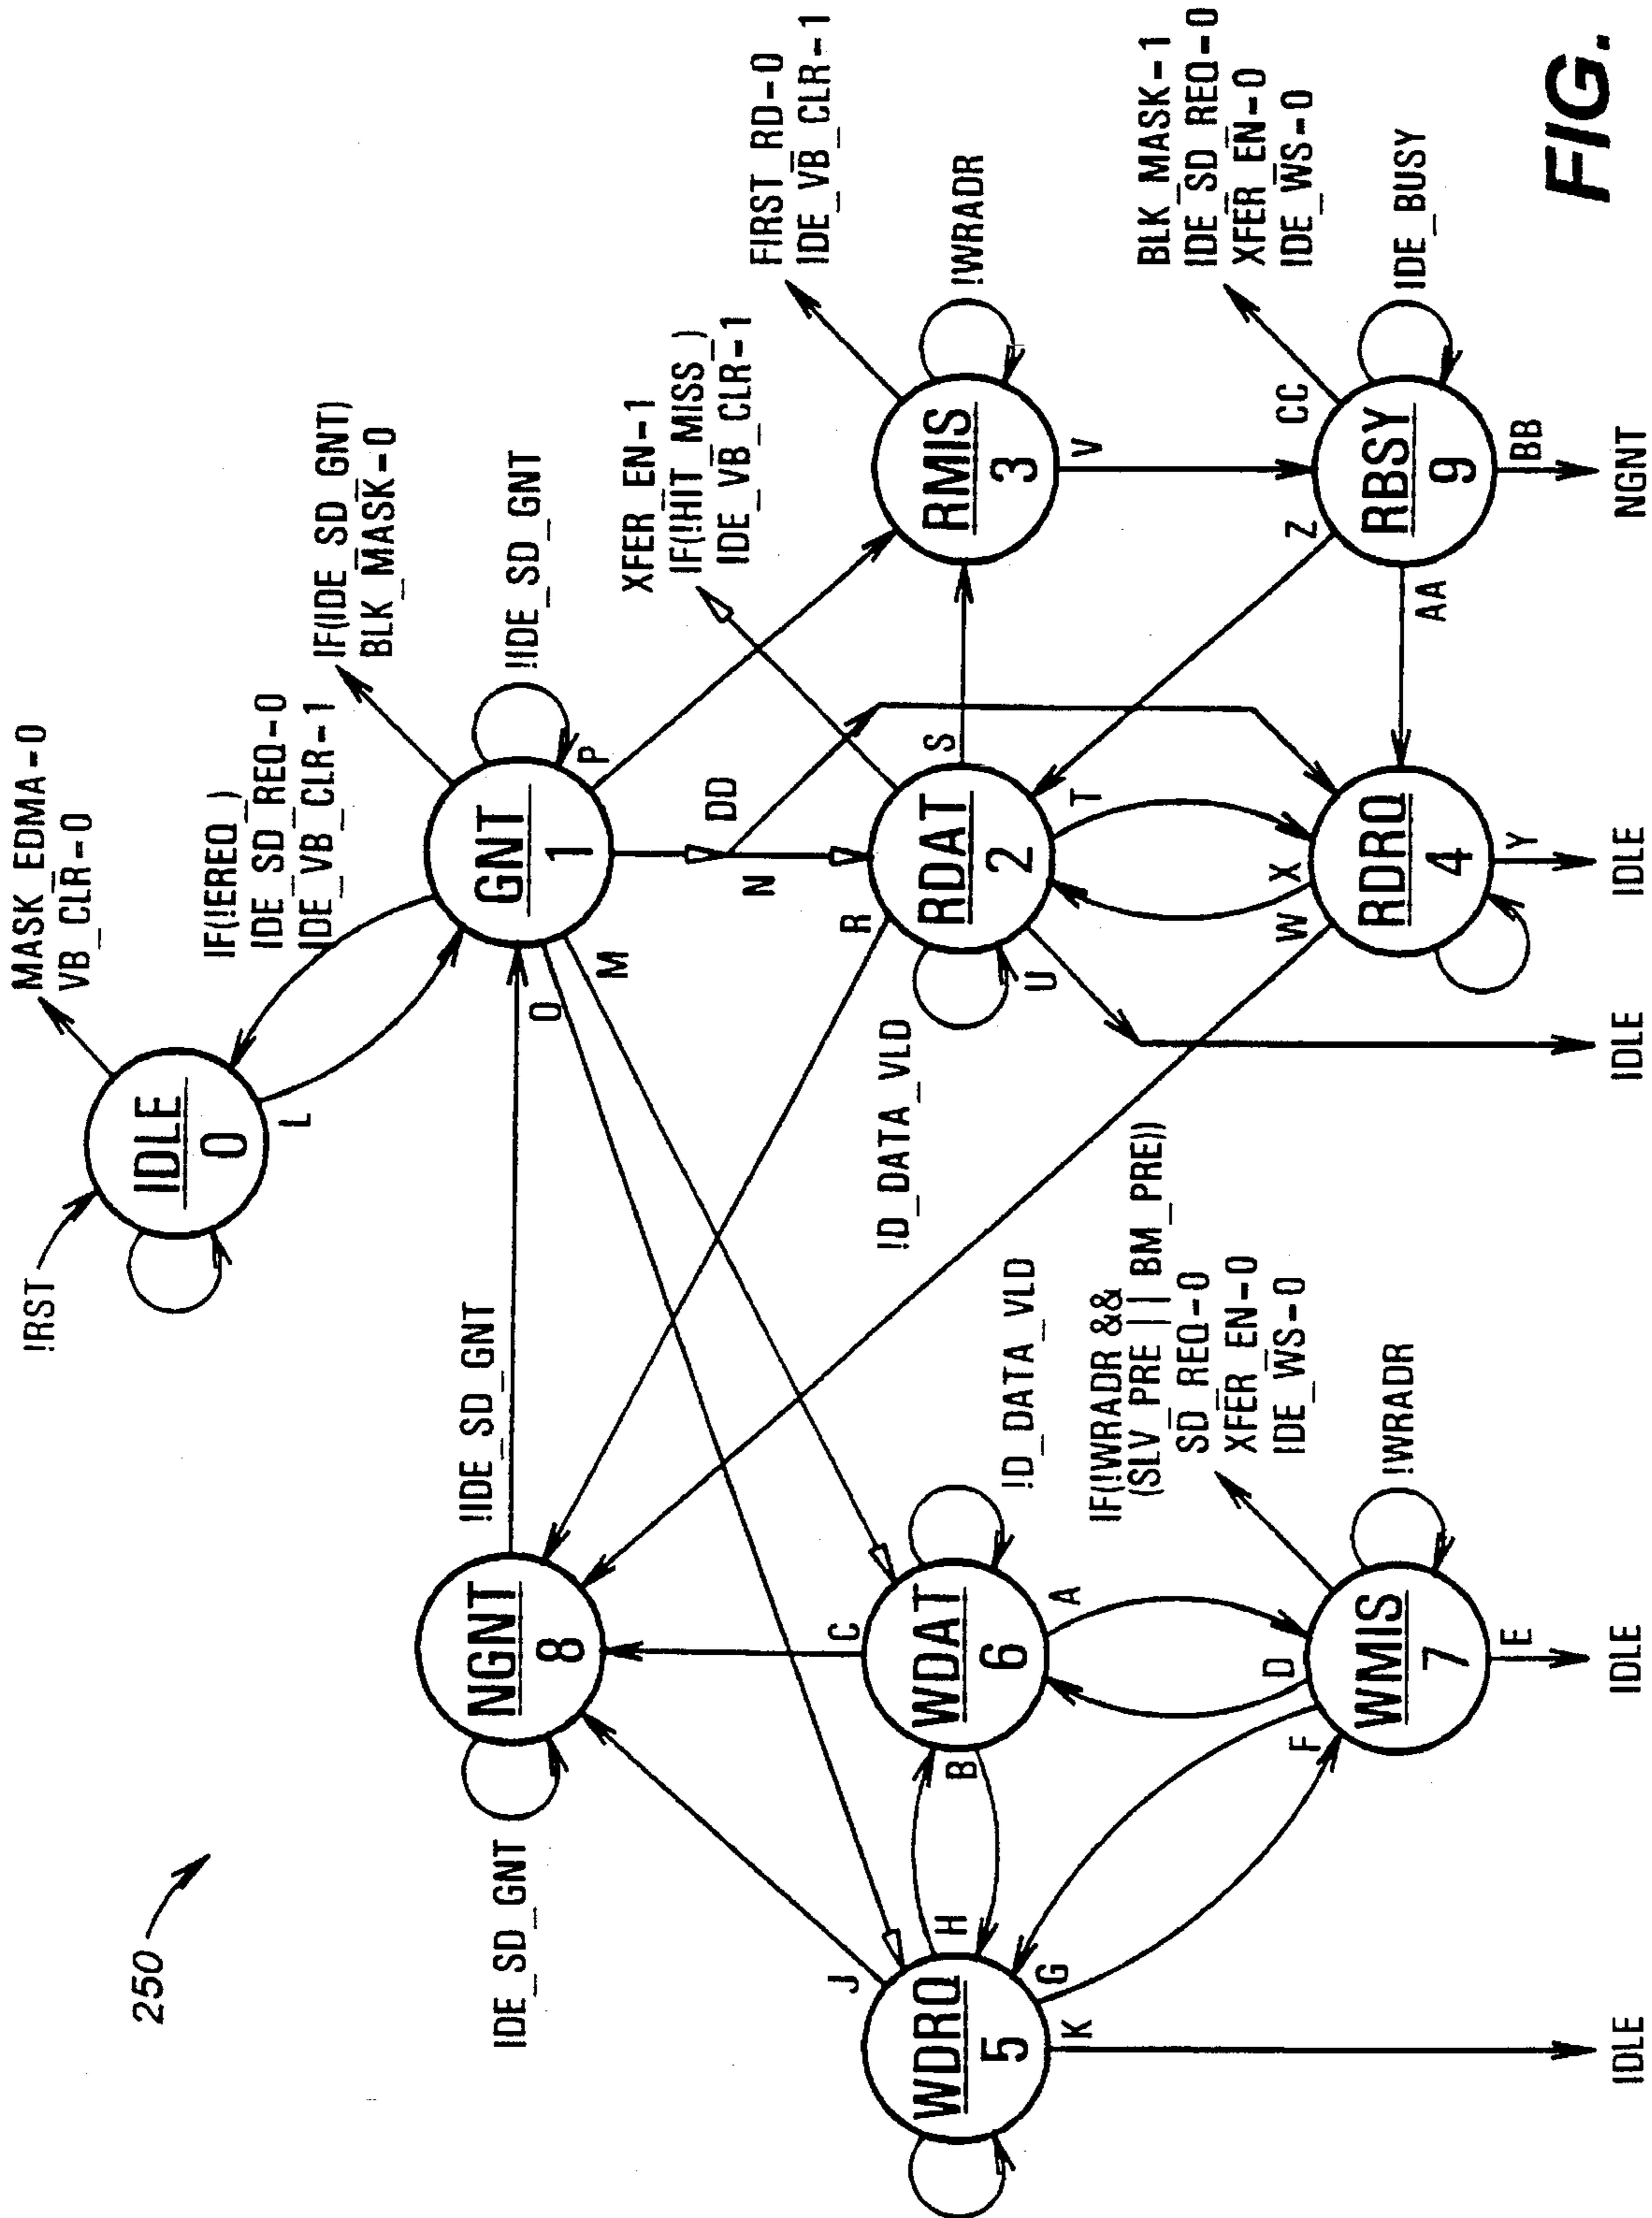 250
!RST
IDLE
0
MASK_EDMA=0
VB_CLR=0
L
IF(!EREQ_)
IDE_SD_REQ=0
IDE_VB_CLR=1
IF(IDE_SD_GNT)
BLK_MASK=0
GNT
1
!IDE_SD_GNT
P
O
M
N
DD
!IDE_SD_GNT
NGNT
8
IDE_SD_GNT
XFER_EN=1
IF(!HIT_MISS_)
IDE_VB_CLR=1
FIRST_RD=0
IDE_VB_CLR=1
J
WDRQ
5
H
G
K
C
WDAT
6
B
A
!D_DATA_VLD
R
RDAT
2
S
T
U
!D_DATA_VLD
RMIS
3
!WRADR
V
IF(!WRADR &&
(SLV_PRE || BM_PRE))
SD_REQ=0
XFER_EN=0
IDE_WS=0
BLK_MASK=1
IDE_SD_REQ=0
XFER_EN=0
IDE_WS=0
F
D
WMIS
7
!WRADR
E
W
X
RDRQ
4
Y
Z
CC
RBSY
9
IDE_BUSY
AA
BB
IDLE
IDLE
IDLE
IDLE
NGNT
FIG.